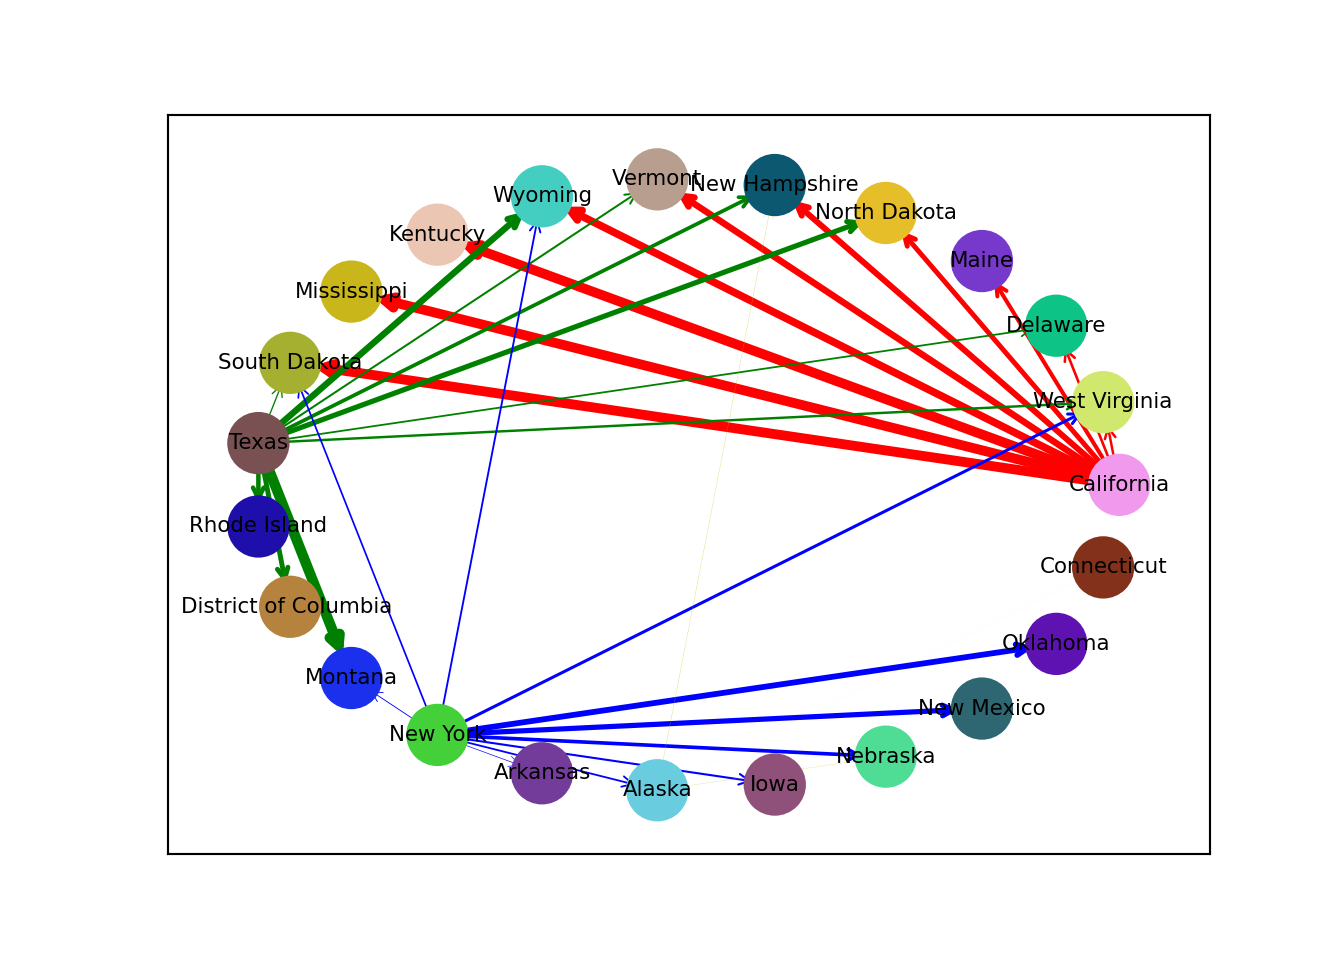 Vermont
New Hampshire
Wyoming
North Dakota
Kentucky
Maine
Mississippi
Delaware
South Dakota
West Virginia
Texas
California
Rhode Island
Connecticut
District of Columbia
Oklahoma
Montana
New Mexico
New York
Nebraska
Arkansas
Iowa
Alaska